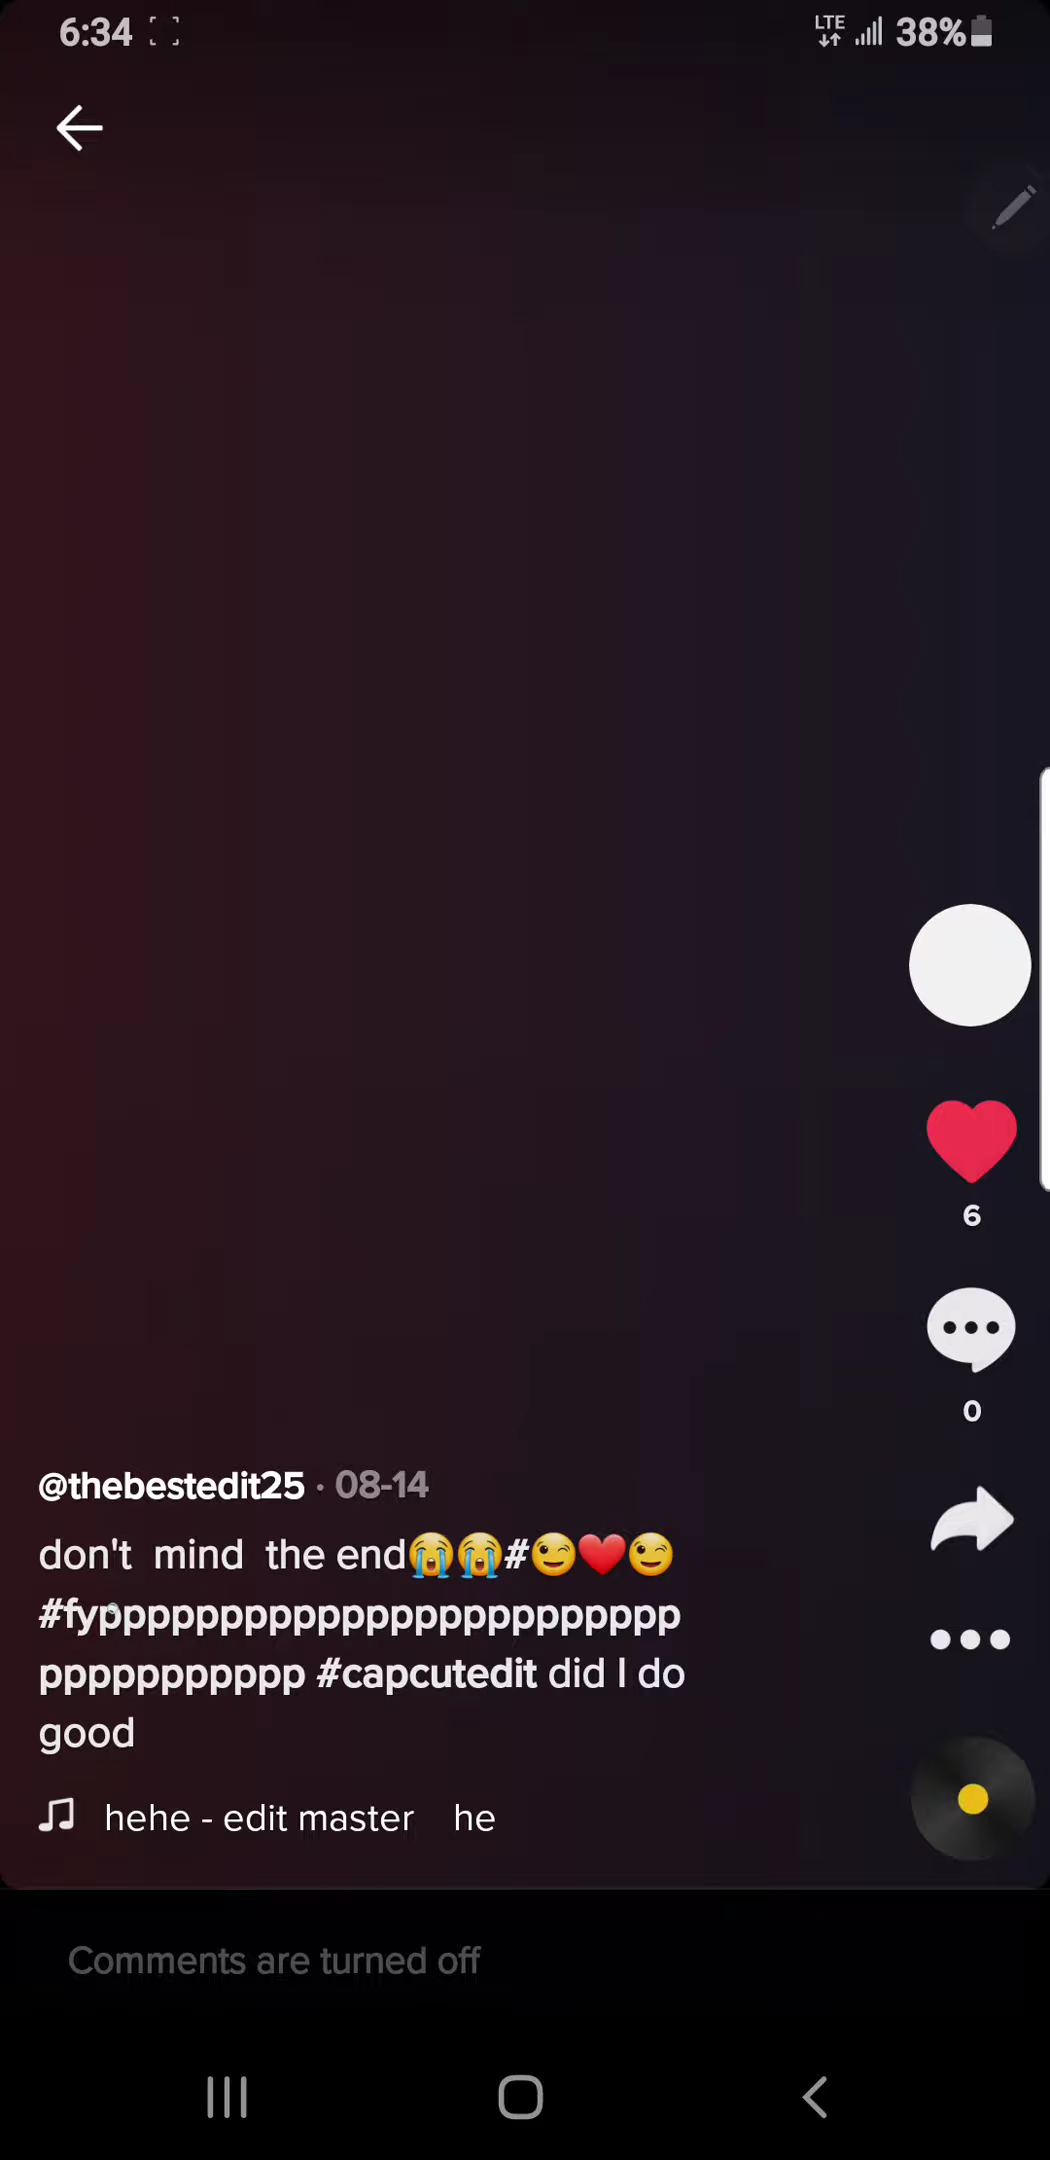 6:34 LTE 38%
6
0
@thebestedit25 · 08-14
don't mind the end😭😭#😉❤️😉
#fypppppppppppppppppppppppp
ppppppppppp #capcutedit did I do
good
hehe - edit master he
Comments are turned off